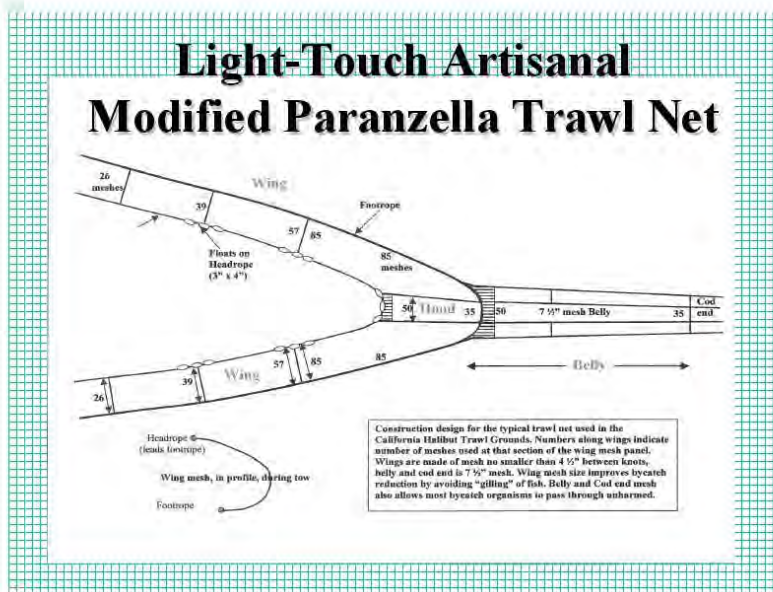 Light-Touch Artisanal
Modified Paranzella Trawl Net
26
meshes
Wing
39
Footrope
57
85
Floats on
Headrope
(3" x 4")
85
meshes
50
Hood
35
50
7 ½" mesh Belly
35
Cod
end
Belly
57
85
85
39
Wing
26
Headrope
(leads footrope)
Wing mesh, in profile, during tow
Footrope
Construction design for the typical trawl net used in the
California Halibut Trawl Grounds. Numbers along wings indicate
number of meshes used at that section of the wing mesh panel.
Wings are made of mesh no smaller than 4 ½" between knots,
belly and cod end is 7 ½" mesh. Wing mesh size improves bycatch
reduction by avoiding "gilling" of fish. Belly and Cod end mesh
also allows most bycatch organisms to pass through unharmed.